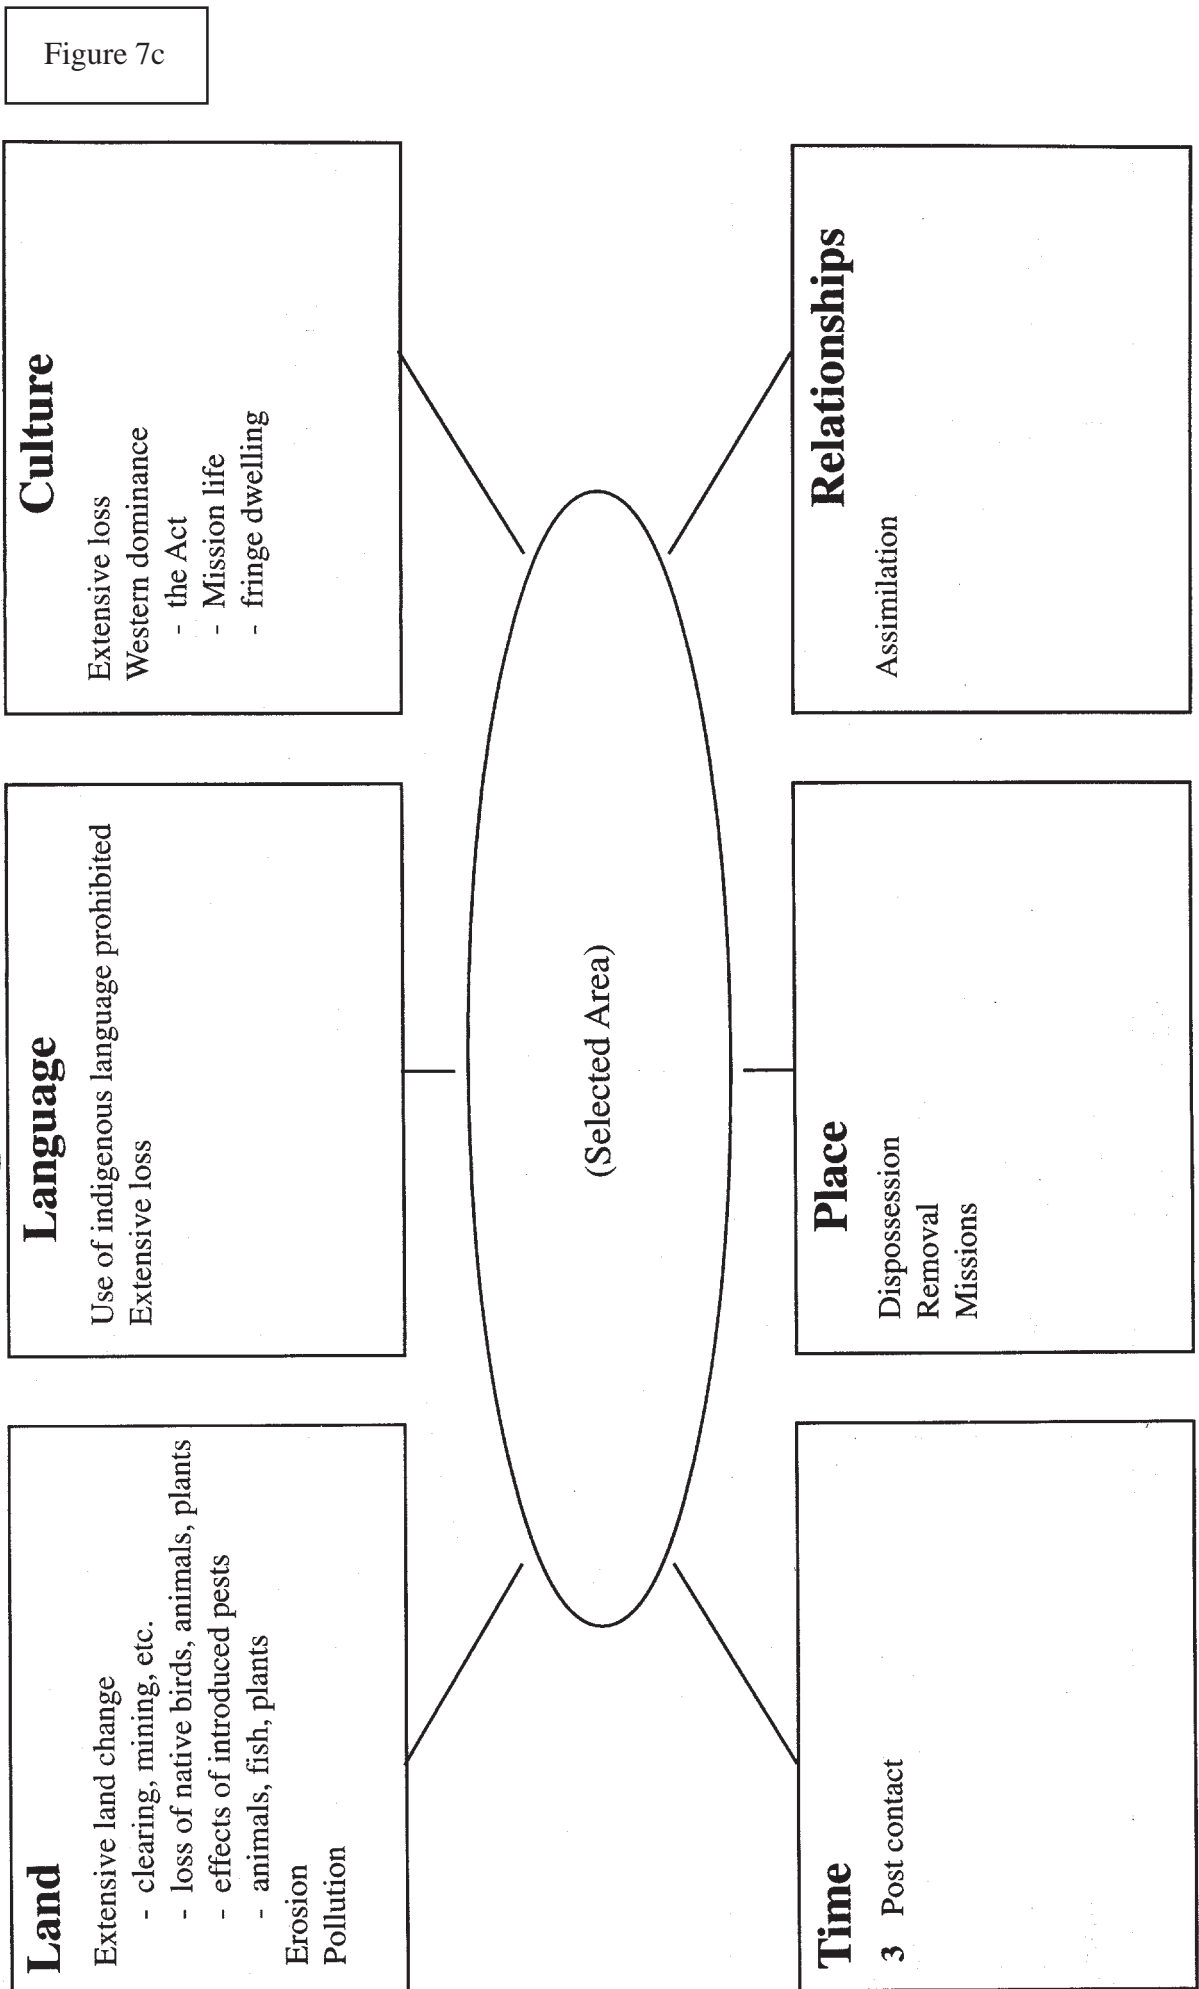 Figure 7c
Land
Extensive land change
- clearing, mining, etc.
- loss of native birds, animals, plants
- effects of introduced pests
- animals, fish, plants
Erosion
Pollution
Language
Use of indigenous language prohibited
Extensive loss
Culture
Extensive loss
Western dominance
- the Act
- Mission life
- fringe dwelling
(Selected Area)
Time
3 Post contact
Place
Dispossession
Removal
Missions
Relationships
Assimilation